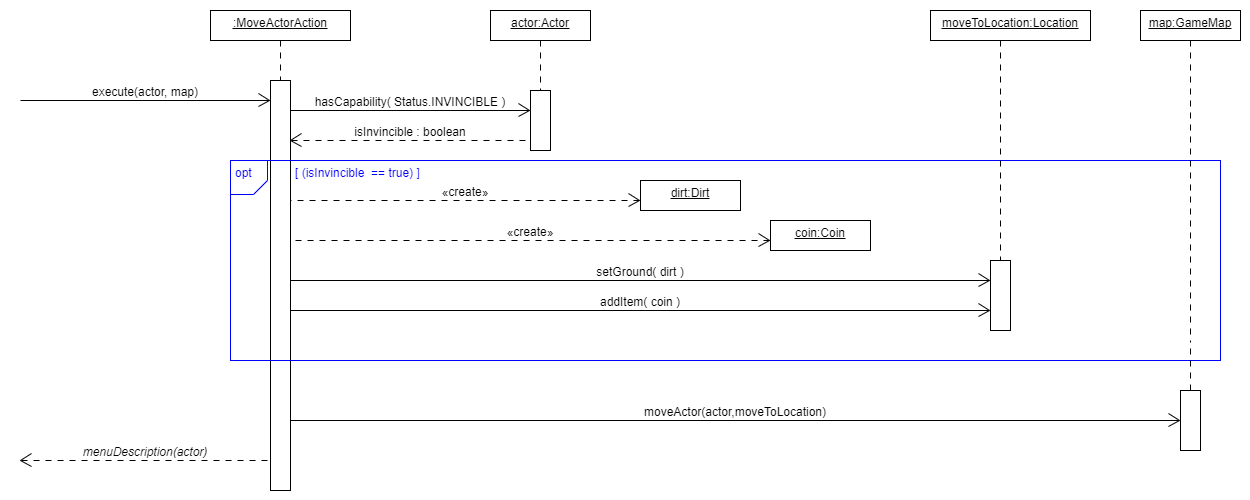 :MoveActorAction
actor:Actor
moveToLocation:Location
map:GameMap
execute(actor, map)
hasCapability( Status.INVINCIBLE )
isInvincible : boolean
opt
[ (isInvincible == true) ]
«create»
dirt:Dirt
«create»
coin:Coin
setGround( dirt )
addItem( coin )
moveActor(actor,moveToLocation)
menuDescription(actor)